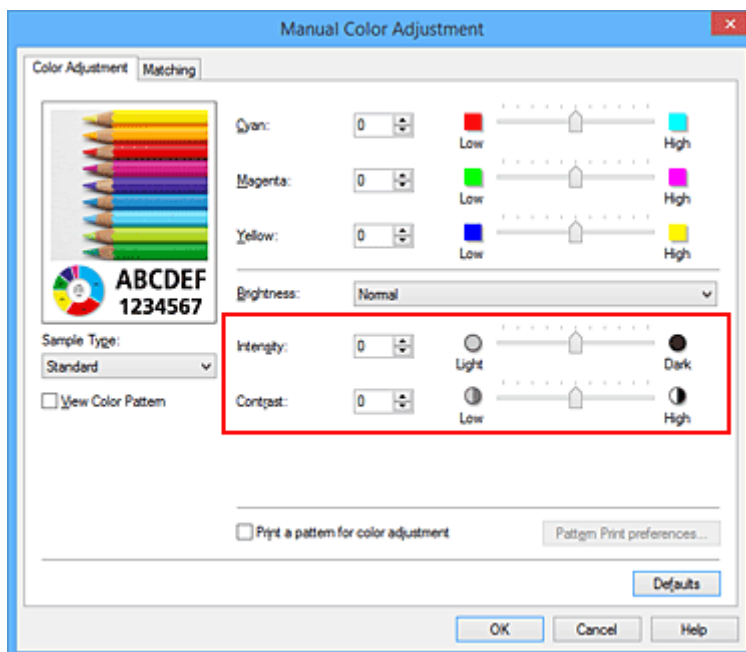 Manual Color Adjustment
Color Adjustment Matching
Cyan: 0 Low High
Magenta: 0 Low High
Yellow: 0 Low High
ABCDEF
1234567
Brightness: Normal
Sample Type:
Standard
Intensity: 0 Light Dark
View Color Pattern
Contrast: 0 Low High
Print a pattern for color adjustment Pattern Print preferences...
Defaults
OK Cancel Help